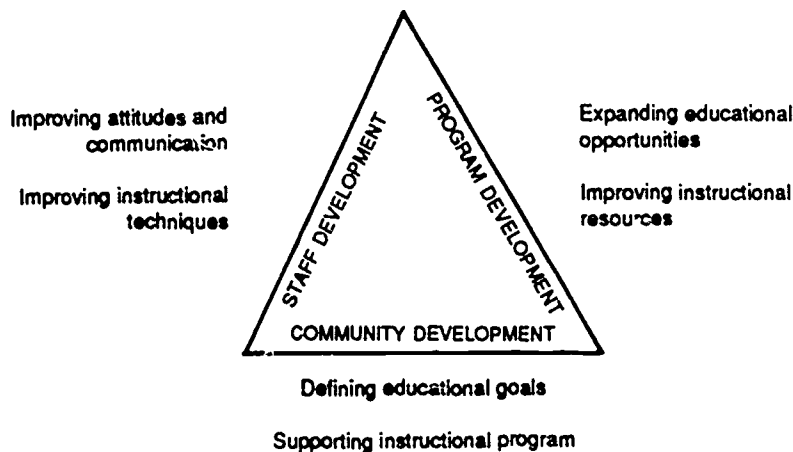 Improving attitudes and
communication
Improving instructional
techniques
STAFF DEVELOPMENT
PROGRAM DEVELOPMENT
Expanding educational
opportunities
Improving instructional
resources
COMMUNITY DEVELOPMENT
Defining educational goals
Supporting instructional program